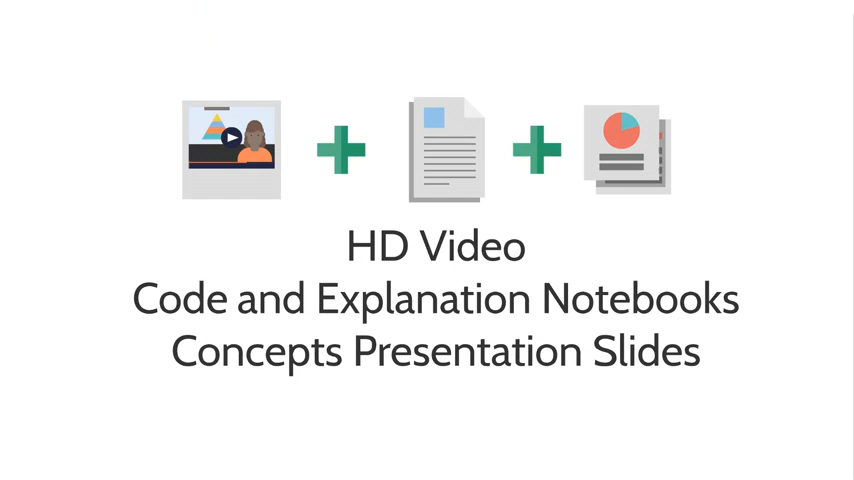 HD Video
Code and Explanation Notebooks
Concepts Presentation Slides